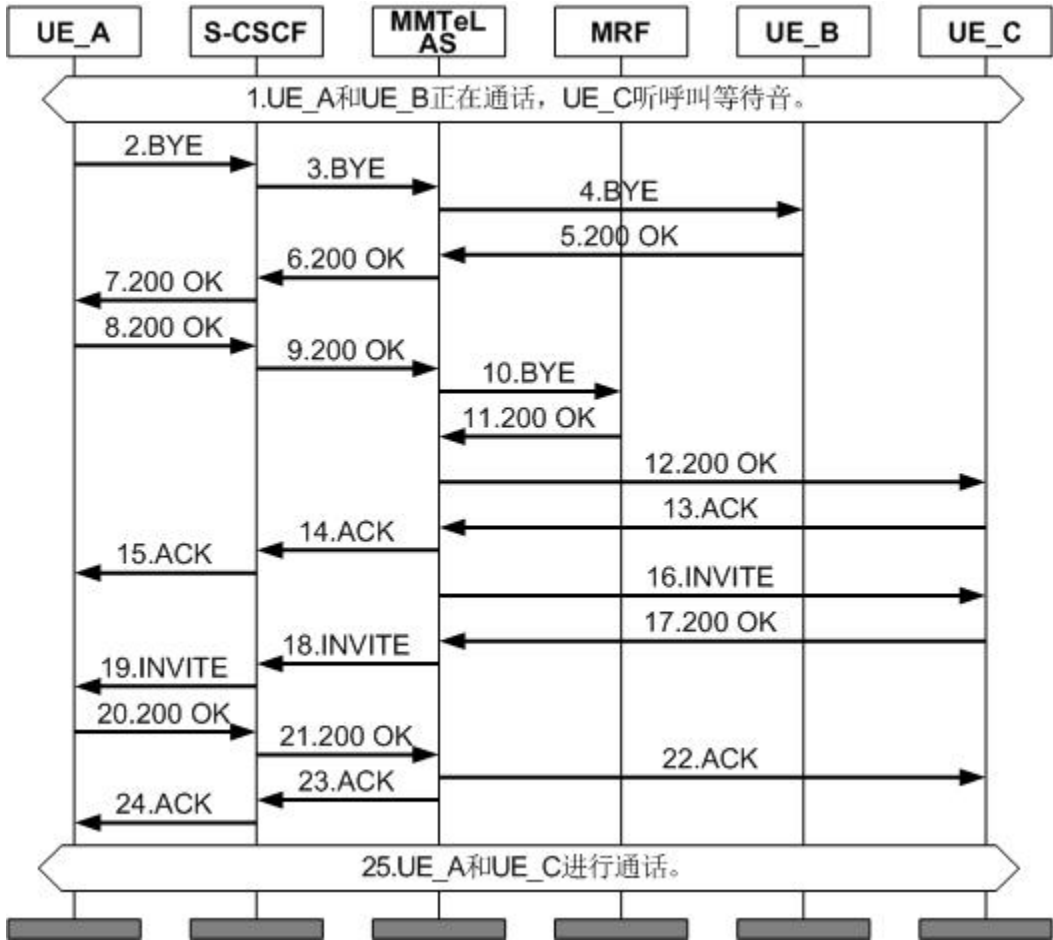 UE_A
S-CSCF
MMTeL
AS
MRF
UE_B
UE_C
1.UE_A和UE_B正在通话，UE_C听呼叫等待音。
2.BYE
3.BYE
4.BYE
5.200 OK
6.200 OK
7.200 OK
8.200 OK
9.200 OK
10.BYE
11.200 OK
12.200 OK
13.ACK
14.ACK
15.ACK
16.INVITE
17.200 OK
18.INVITE
19.INVITE
20.200 OK
21.200 OK
22.ACK
23.ACK
24.ACK
25.UE_A和UE_C进行通话。